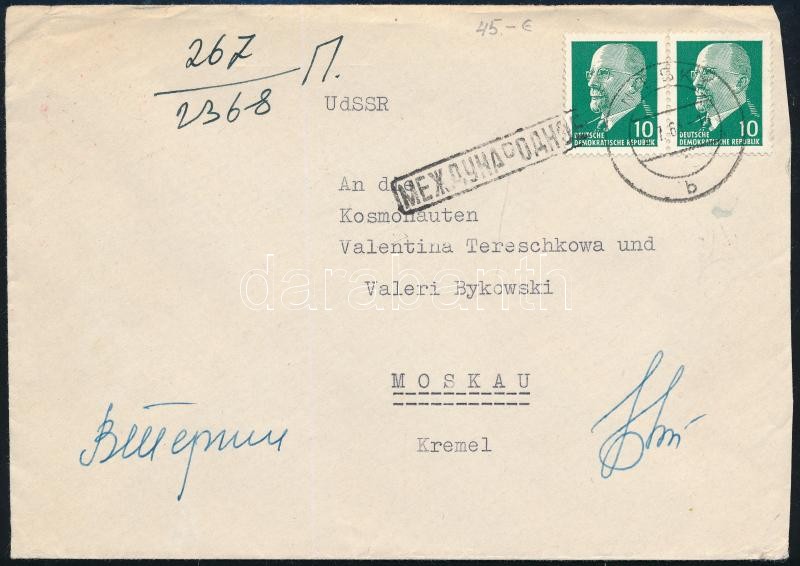 45.-€
267 П.
2368
UdSSR
10 10
DEUTSCHE DEMOKRATISCHE REPUBLIK DEUTSCHE DEMOKRATISCHE REPUBLIK
МЕЖДУНАРОДНОЕ
b
An de
Kosmonauten
Valentina Tereschkowa und
Valeri Bykowski
darabanth
MOSKAU
Kremel